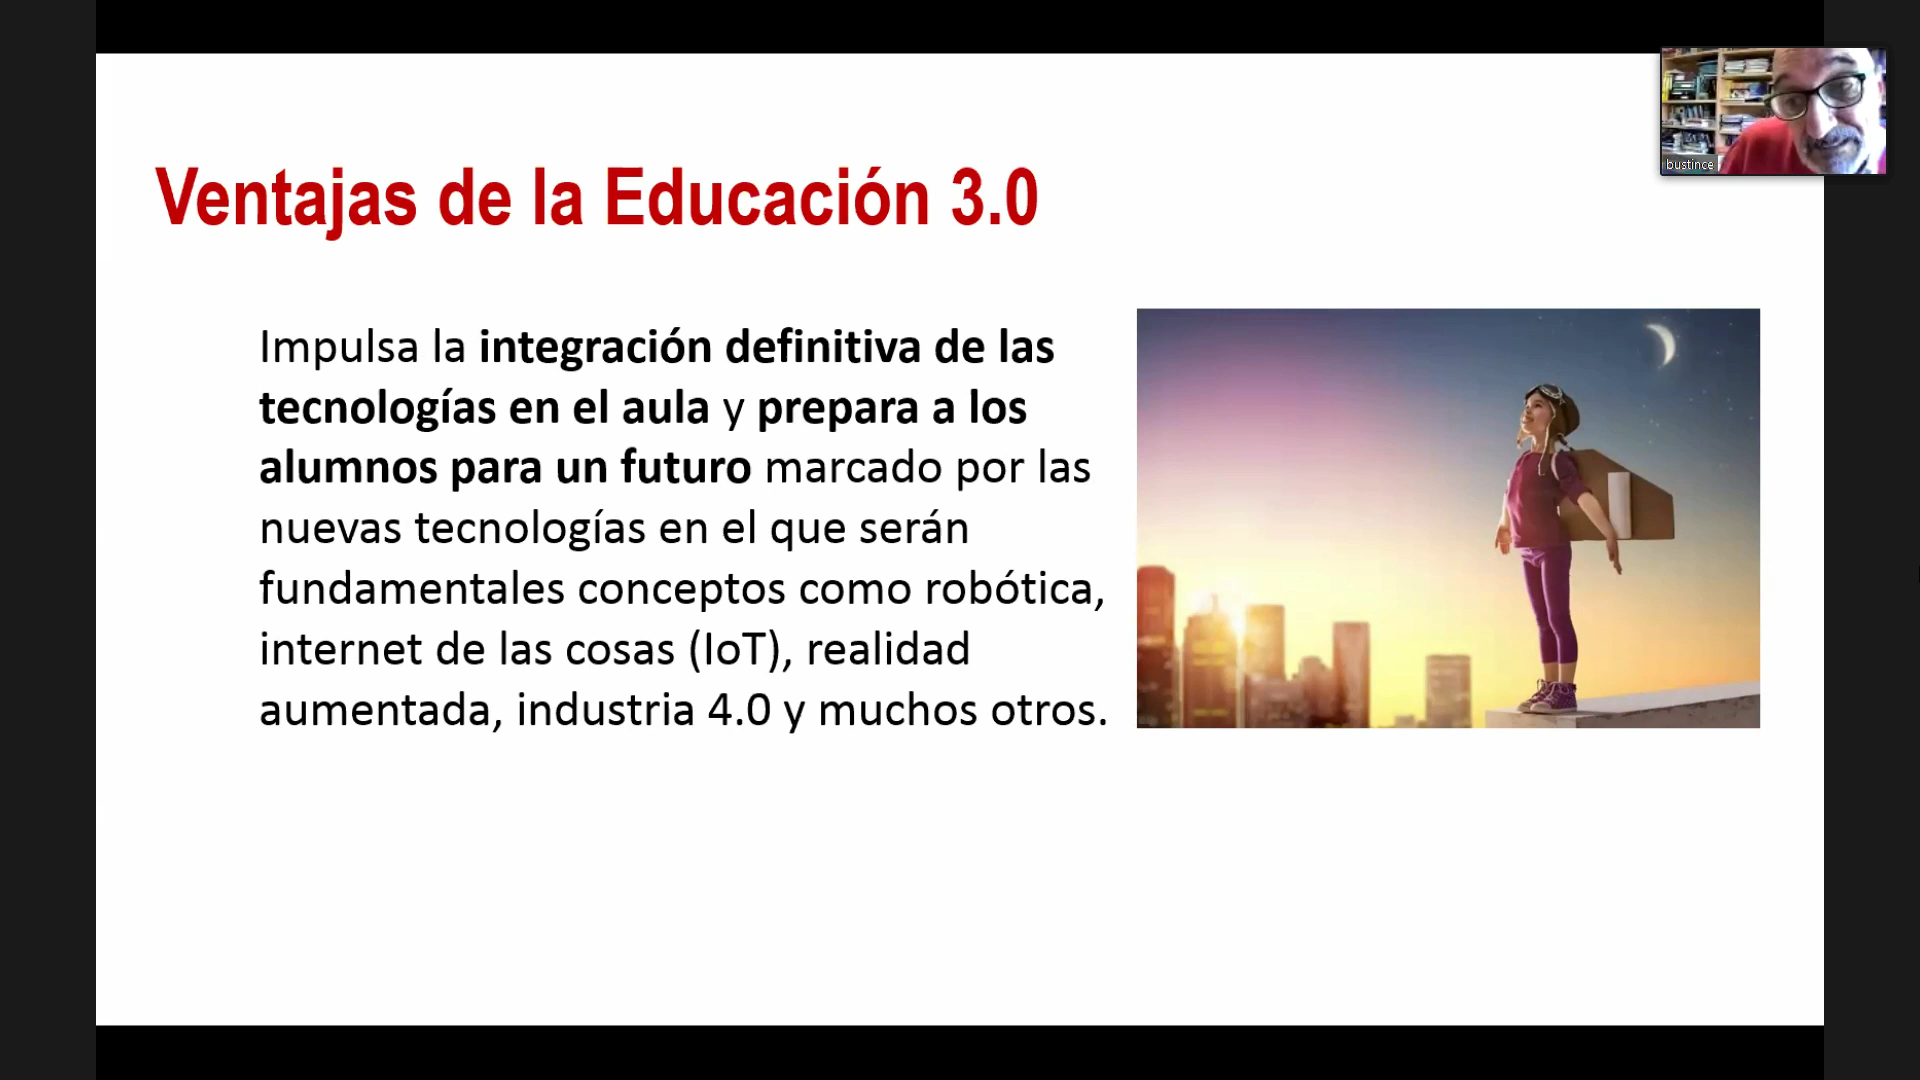 Ventajas de la Educación 3.0
Impulsa la integración definitiva de las
tecnologías en el aula y prepara a los
alumnos para un futuro marcado por las
nuevas tecnologías en el que serán
fundamentales conceptos como robótica,
internet de las cosas (IoT), realidad
aumentada, industria 4.0 y muchos otros.
bustince